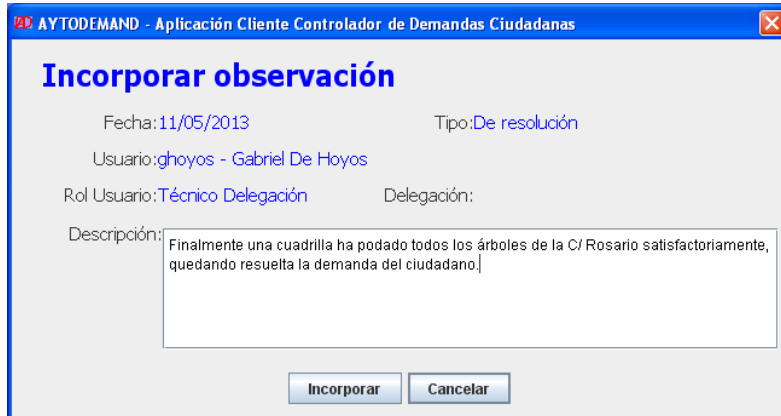 AYTODEMAND - Aplicación Cliente Controlador de Demandas Ciudadanas
Incorporar observación
Fecha:11/05/2013 Tipo:De resolución
Usuario:ghoyos - Gabriel De Hoyos
Rol Usuario:Técnico Delegación Delegación:
Descripción:
Finalmente una cuadrilla ha podado todos los árboles de la C/ Rosario satisfactoriamente,
quedando resuelta la demanda del ciudadano.
Incorporar Cancelar